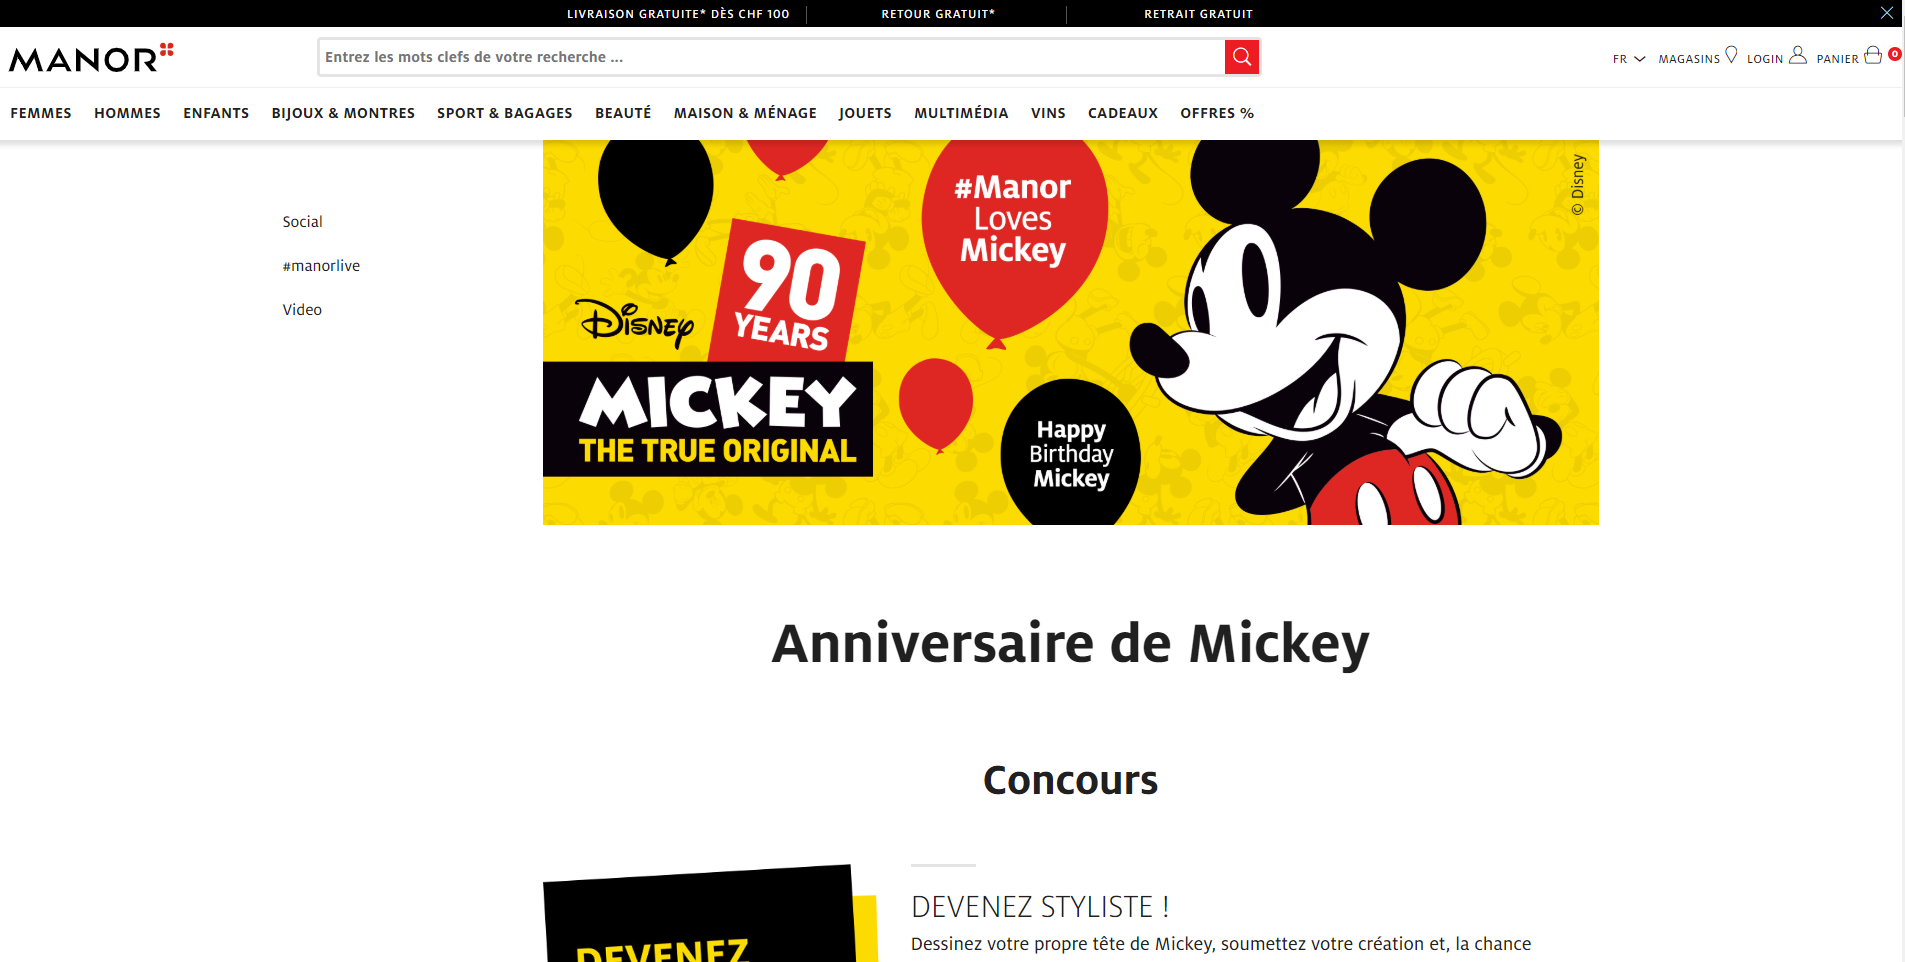 LIVRAISON GRATUITE* DÈS CHF 100
RETOUR GRATUIT*
RETRAIT GRATUIT
MANOR
Entrez les mots clefs de votre recherche ...
FR
MAGASINS
LOGIN
PANIER
0
FEMMES
HOMMES
ENFANTS
BIJOUX & MONTRES
SPORT & BAGAGES
BEAUTÉ
MAISON & MÉNAGE
JOUETS
MULTIMÉDIA
VINS
CADEAUX
OFFRES %
Social
#manorlive
Video
#Manor
Loves
Mickey
© Disney
90
YEARS
DISNEY
MICKEY
THE TRUE ORIGINAL
Happy
Birthday
Mickey
Anniversaire de Mickey
Concours
DEVENEZ
DEVENEZ STYLISTE !
Dessinez votre propre tête de Mickey, soumettez votre création et, la chance